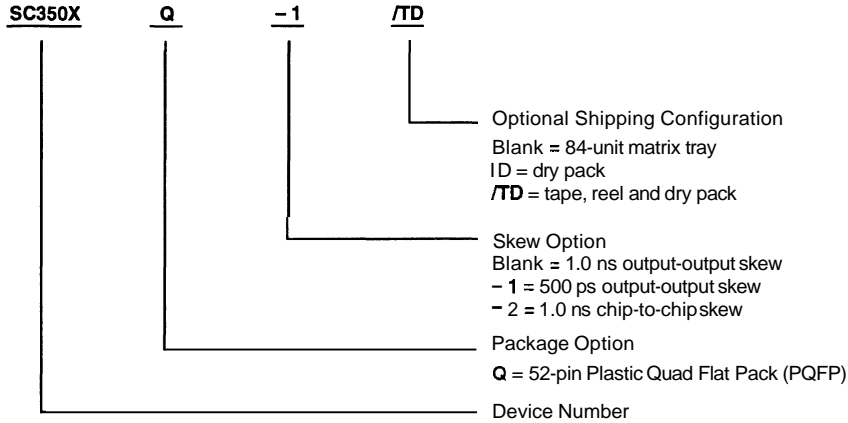 SC350X Q -1 /TD
Optional Shipping Configuration
Blank = 84-unit matrix tray
ID = dry pack
/TD = tape, reel and dry pack
Skew Option
Blank = 1.0 ns output-output skew
- 1 = 500 ps output-output skew
- 2 = 1.0 ns chip-to-chip skew
Package Option
Q = 52-pin Plastic Quad Flat Pack (PQFP)
Device Number